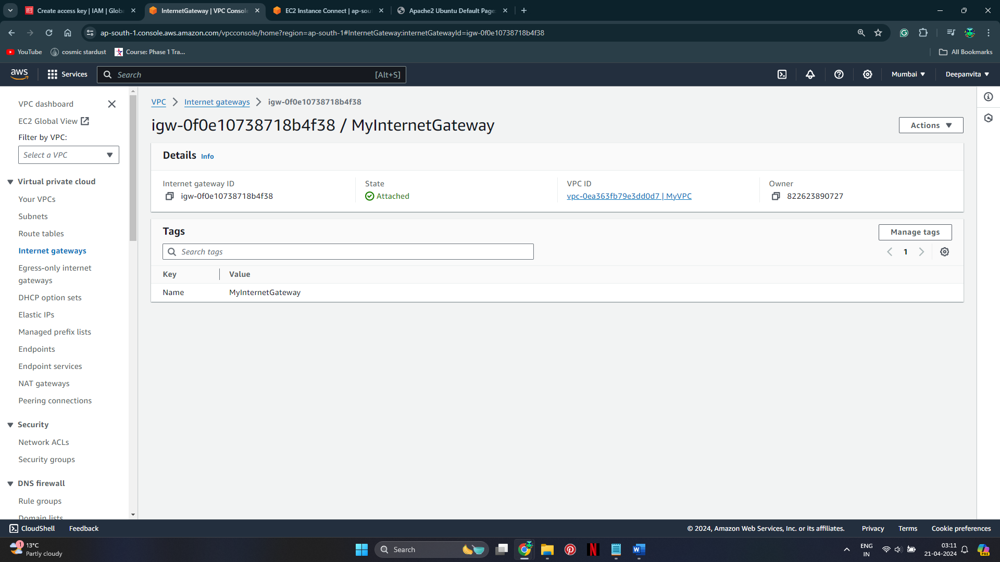 Create access key | IAM | Globa
InternetGateway | VPC Console
EC2 Instance Connect | ap-sou
Apache2 Ubuntu Default Page
ap-south-1.console.aws.amazon.com/vpcconsole/home?region=ap-south-1#InternetGateway:internetGatewayId=igw-0f0e10738718b4f38
YouTube
cosmic stardust
Course: Phase 1 Tra...
All Bookmarks
aws
Services
Search
[Alt+S]
Mumbai
Deepanvita
VPC dashboard
EC2 Global View
Filter by VPC:
Select a VPC
Virtual private cloud
Your VPCs
Subnets
Route tables
Internet gateways
Egress-only internet
gateways
DHCP option sets
Elastic IPs
Managed prefix lists
Endpoints
Endpoint services
NAT gateways
Peering connections
Security
Network ACLs
Security groups
DNS firewall
Rule groups
Domain lists
VPC
Internet gateways
igw-0f0e10738718b4f38
igw-0f0e10738718b4f38 / MyInternetGateway
Actions
Details Info
Internet gateway ID
igw-0f0e10738718b4f38
State
Attached
VPC ID
vpc-0ea363fb79e3dd0d7 | MyVPC
Owner
822623890727
Tags
Manage tags
Search tags
1
Key
Value
Name
MyInternetGateway
CloudShell
Feedback
© 2024, Amazon Web Services, Inc. or its affiliates.
Privacy
Terms
Cookie preferences
1
13°C
Partly cloudy
Search
N
W
ENG
IN
03:11
21-04-2024
PRE